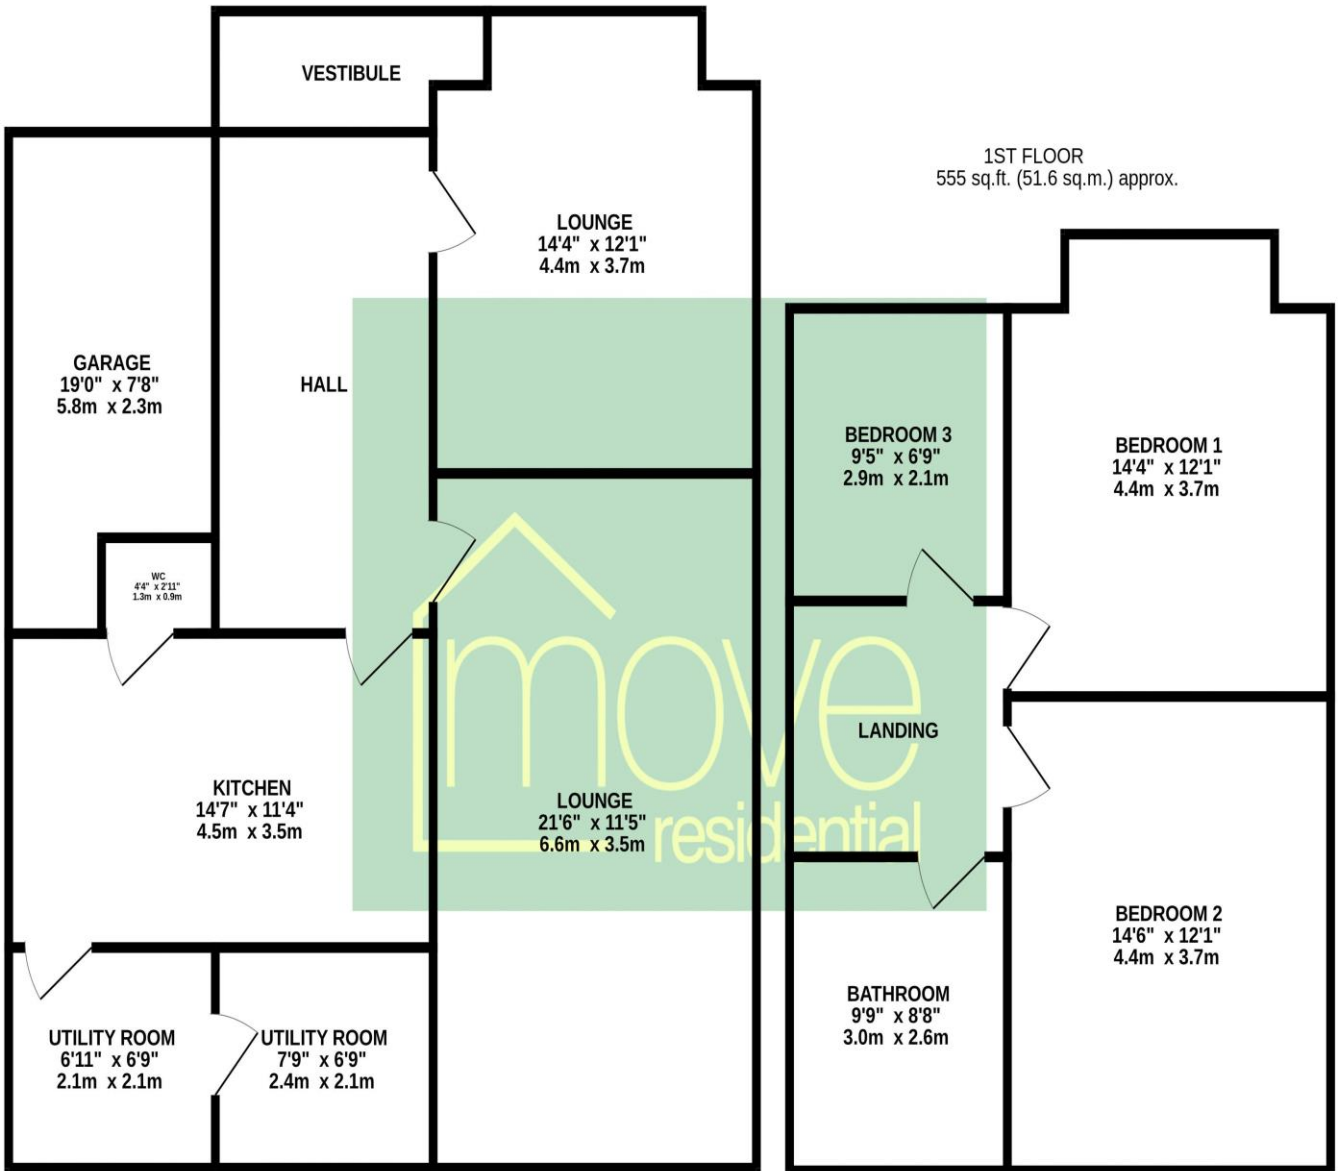 VESTIBULE
LOUNGE
14'4" x 12'1"
4.4m x 3.7m
GARAGE
19'0" x 7'8"
5.8m x 2.3m
HALL
WC
4'4" x 2'11"
1.3m x 0.9m
KITCHEN
14'7" x 11'4"
4.5m x 3.5m
LOUNGE
21'6" x 11'5"
6.6m x 3.5m
UTILITY ROOM
6'11" x 6'9"
2.1m x 2.1m
UTILITY ROOM
7'9" x 6'9"
2.4m x 2.1m
1ST FLOOR
555 sq.ft. (51.6 sq.m.) approx.
BEDROOM 3
9'5" x 6'9"
2.9m x 2.1m
BEDROOM 1
14'4" x 12'1"
4.4m x 3.7m
LANDING
BEDROOM 2
14'6" x 12'1"
4.4m x 3.7m
BATHROOM
9'9" x 8'8"
3.0m x 2.6m
move
residential